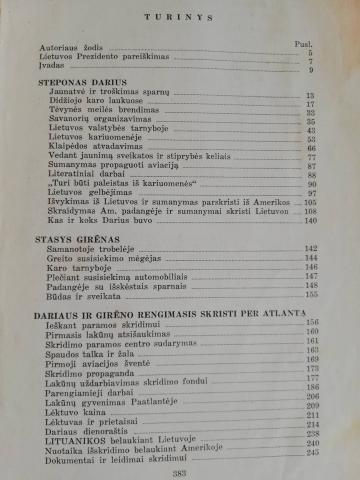 TURINYS
Pusl.
Autoriaus žodis 5
Lietuvos Prezidento pareiškimas 7
Įvadas 9
STEPONAS DARIUS
Jaunatvė ir troškimas sparnų 13
Didžiojo karo laukuose 17
Tėvynės meilės brendimas 33
Savanorių organizavimas 35
Lietuvos valstybės tarnyboje 43
Lietuvos kariuomenėje 53
Klaipėdos atvadavimas 66
Vedant jaunimą sveikatos ir stiprybės keliais 77
Sumanymas propaguoti aviaciją 87
Literatiniai darbai 88
„Turi būti paleistas iš kariuomenės“ 90
Lietuvos gelbėjimas 97
Išvykimas iš Lietuvos ir sumanymas parskristi iš Amerikos 105
Skraidymas Am. padangėje ir sumanymai skristi Lietuvon 108
Kas ir koks Darius buvo 140
STASYS GIRĖNAS
Samanotoje trobelėje 142
Greito susisiekimo mėgėjas 144
Karo tarnyboje 146
Plečiant susisiekimą automobiliais 147
Padangėje su išskėstais sparnais 148
Būdas ir sveikata 155
DARIAUS IR GIRĖNO RENGIMASIS SKRISTI PER ATLANTĄ
Ieškant paramos skridimui 156
Pirmasis lakūnų atsišaukimas 160
Skridimo paramos centro sudarymas 161
Spaudos talka ir žala 163
Pirmoji aviacijos šventė 169
Skridimo propaganda 173
Lakūnų uždarbiavimas skridimo fondui 177
Parengiamieji darbai 186
Lakūnų gyvenimas Paatlantėje 206
Lėktuvo kaina 209
Lėktuvas ir prietaisai 211
Dariaus dienoraštis 214
LITUANIKOS belaukiant Lietuvoje 238
Nuotaika išskridimo belaukiant Amerikoje 240
Dokumentai ir leidimai skridimui 245
383